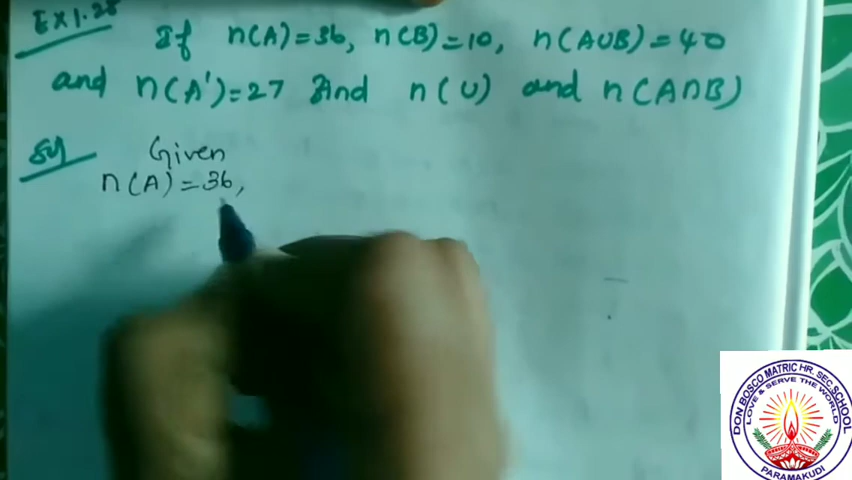 EX 1.28
If n(A)=36, n(B)=10, n(A∪B)=40
and n(A')=27 Find n(U) and n(A∩B)
Sol
Given
n(A)=36,
DON BOSCO MATRIC HR. SEC. SCHOOL
LOVE & SERVE THE WORLD
PARAMAKUDI